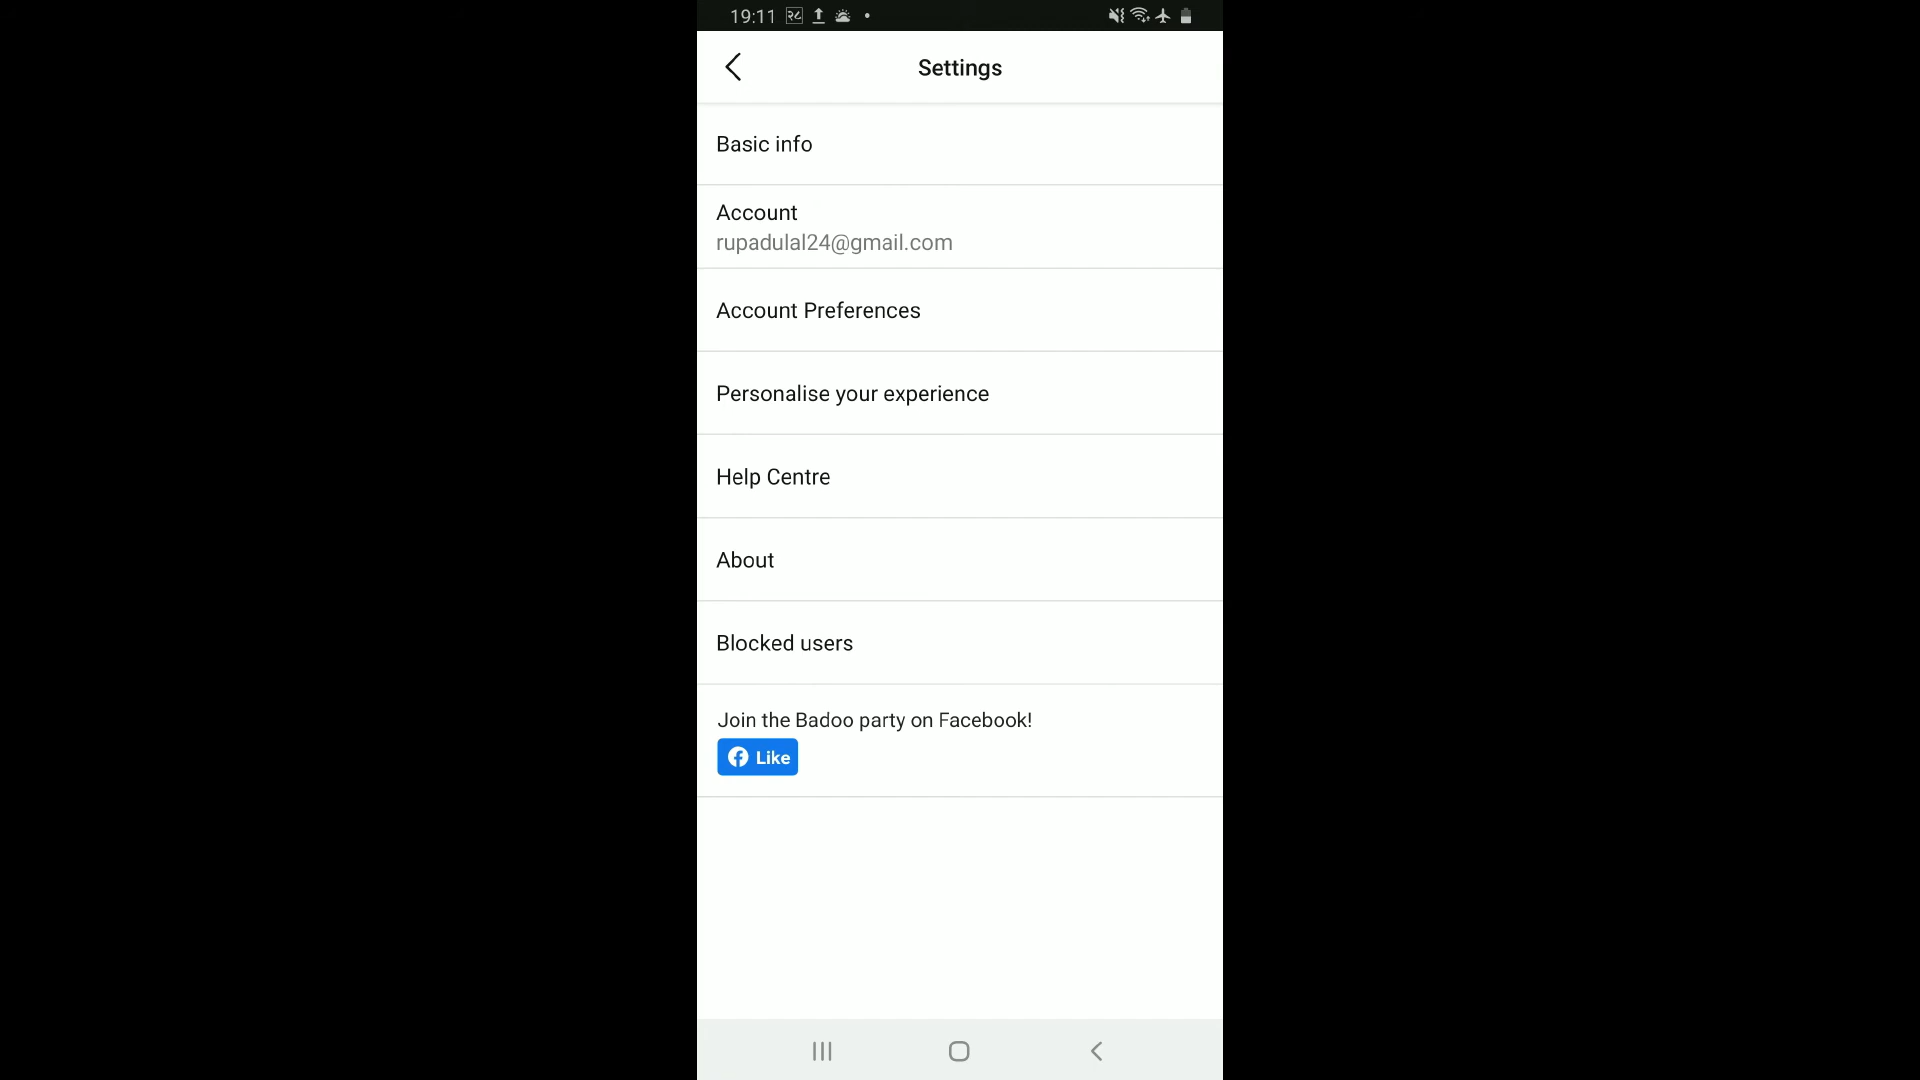 19:11 २८
Settings
Basic info
Account
rupadulal24@gmail.com
Account Preferences
Personalise your experience
Help Centre
About
Blocked users
Join the Badoo party on Facebook!
Like